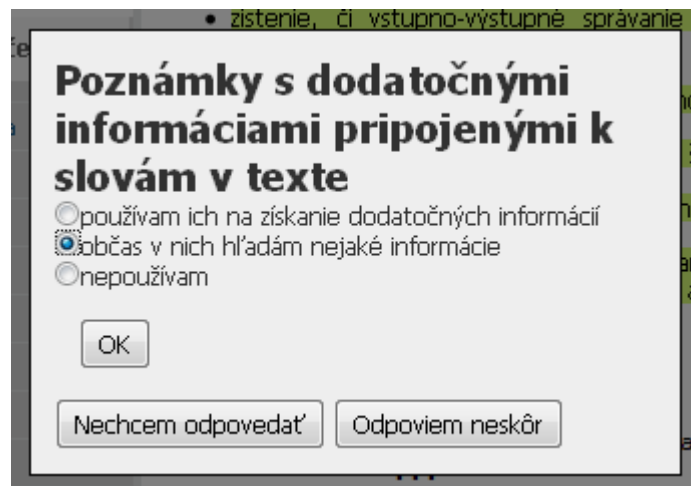 zistenie, či vstupno-výstupné správanie
Poznámky s dodatočnými
informáciami pripojenými k
slovám v texte
používam ich na získanie dodatočných informácií
občas v nich hľadám nejaké informácie
nepoužívam
OK
Nechcem odpovedať
Odpoviem neskôr